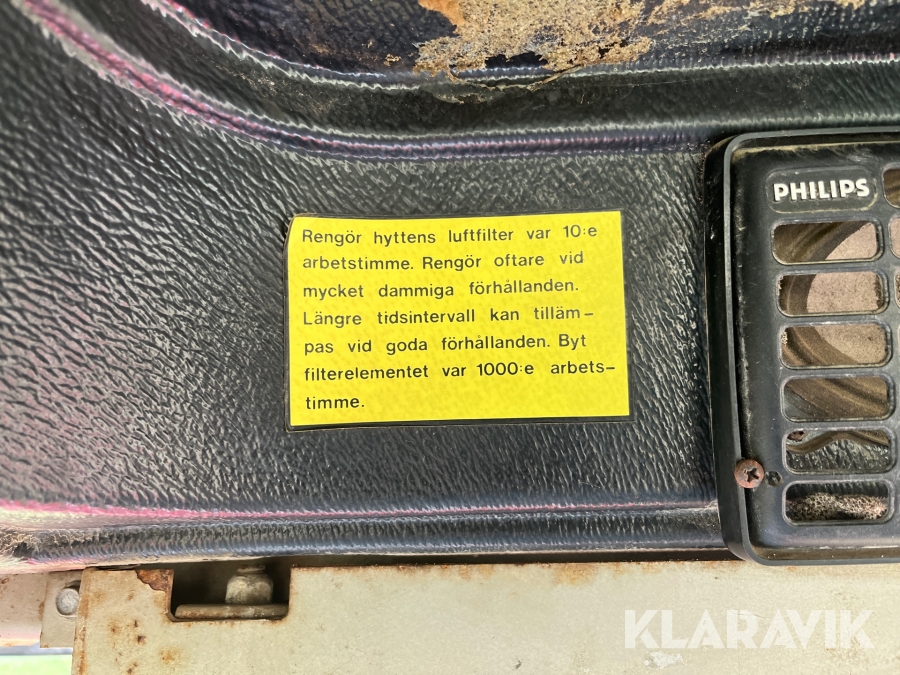 PHILIPS
Rengör hyttens luftfilter var 10:e
arbetstimme. Rengör oftare vid
mycket dammiga förhållanden.
Längre tidsintervall kan tilläm-
pas vid goda förhållanden. Byt
filterelementet var 1000:e arbets-
timme.
KLARAVIK